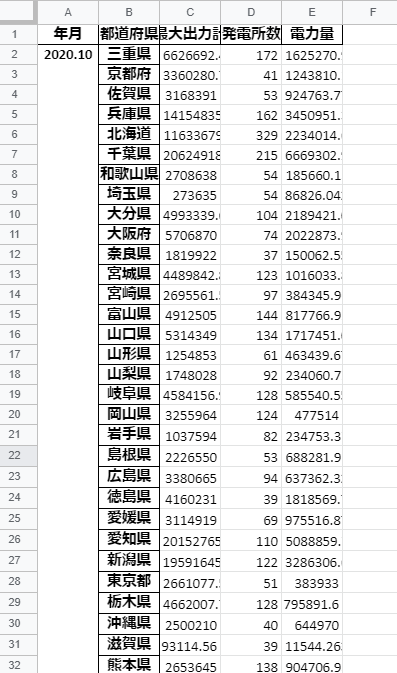 A B C D E F
1 年月 都道府県 最大出力計 発電所数 電力量
2 2020.10 三重県 6626692. 172 1625270.
3 京都府 3360280. 41 1243810.
4 佐賀県 3168391 53 924763.7
5 兵庫県 14154835 162 3450951.
6 北海道 11633679 329 2234014.
7 千葉県 20624918 215 6669302.
8 和歌山県 2708638 54 185660.1
9 埼玉県 273635 54 86826.04
10 大分県 4993339. 104 2189421.
11 大阪府 5706870 74 2022873.
12 奈良県 1819922 37 150062.5
13 宮城県 4489842. 123 1016033.
14 宮崎県 2695561. 97 384345.9
15 富山県 4912505 144 817766.9
16 山口県 5314349 134 1717451.
17 山形県 1254853 61 463439.6
18 山梨県 1748028 92 234060.7
19 岐阜県 4584156. 128 585540.5
20 岡山県 3255964 124 477514
21 岩手県 1037594 82 234753.3
22 島根県 2226550 53 688281.9
23 広島県 3380665 94 637362.3
24 徳島県 4160231 39 1818569.
25 愛媛県 3114919 69 975516.8
26 愛知県 20152765 110 5088859.
27 新潟県 19591645 122 3286306.
28 東京都 2661077. 51 383933
29 栃木県 4662007. 128 795891.6
30 沖縄県 2500210 40 644970
31 滋賀県 93114.56 39 11544.26
32 熊本県 2653645 138 904706.9